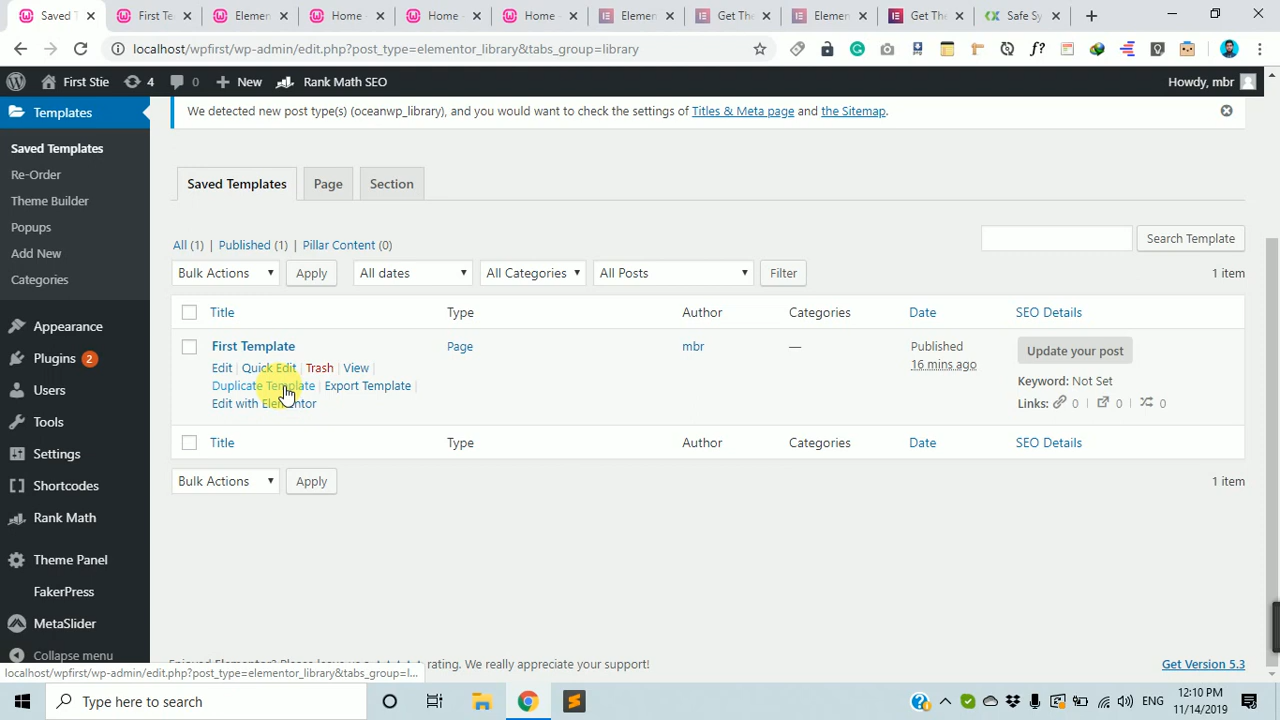 Saved T
First Te
Elemen
Home -
Home -
Home -
Elemen
Get The
Elemen
Get The
Safe Sy
localhost/wpfirst/wp-admin/edit.php?post_type=elementor_library&tabs_group=library
First Stie
4
0
New
Rank Math SEO
Howdy, mbr
Templates
We detected new post type(s) (oceanwp_library), and you would want to check the settings of Titles & Meta page and the Sitemap.
Saved Templates
Re-Order
Theme Builder
Popups
Add New
Categories
Appearance
Plugins 2
Users
Tools
Settings
Shortcodes
Rank Math
Theme Panel
FakerPress
MetaSlider
Collapse menu
Saved Templates
Page
Section
All (1) | Published (1) | Pillar Content (0)
Search Template
Bulk Actions
Apply
All dates
All Categories
All Posts
Filter
1 item
Title
Type
Author
Categories
Date
SEO Details
First Template
Page
mbr
—
Published
16 mins ago
Update your post
Edit | Quick Edit | Trash | View |
Duplicate Template | Export Template |
Edit with Elementor
Keyword: Not Set
Links: 0 0 0
Title
Type
Author
Categories
Date
SEO Details
Bulk Actions
Apply
1 item
rating. We really appreciate your support!
Get Version 5.3
localhost/wpfirst/wp-admin/edit.php?post_type=elementor_library&tabs_group=l...
Type here to search
ENG
12:10 PM
11/14/2019